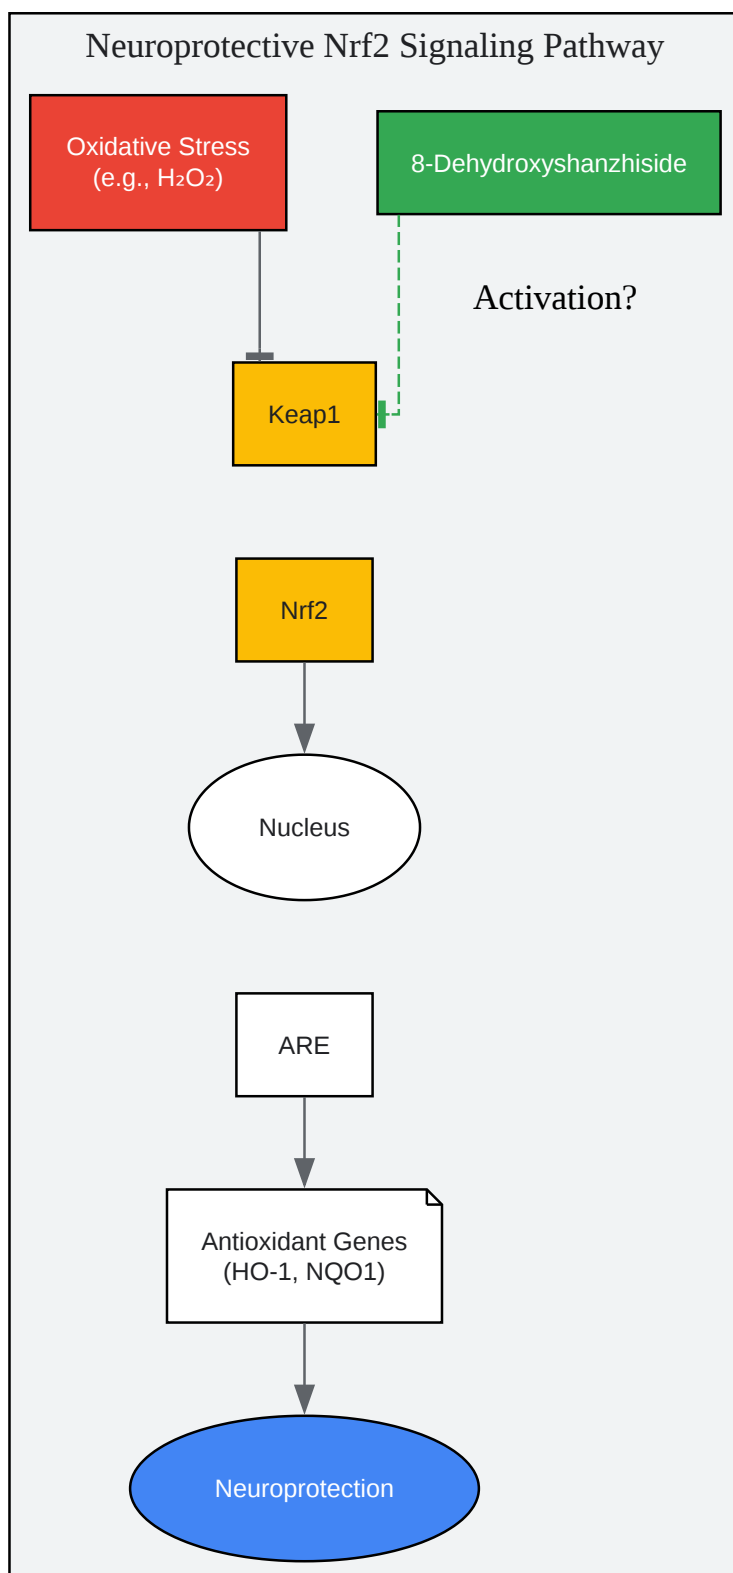 Neuroprotective Nrf2 Signaling Pathway
Oxidative Stress
(e.g., H₂O₂)
8-Dehydroxyshanzhiside
Activation?
Keap1
Nrf2
Nucleus
ARE
Antioxidant Genes
(HO-1, NQO1)
Neuroprotection